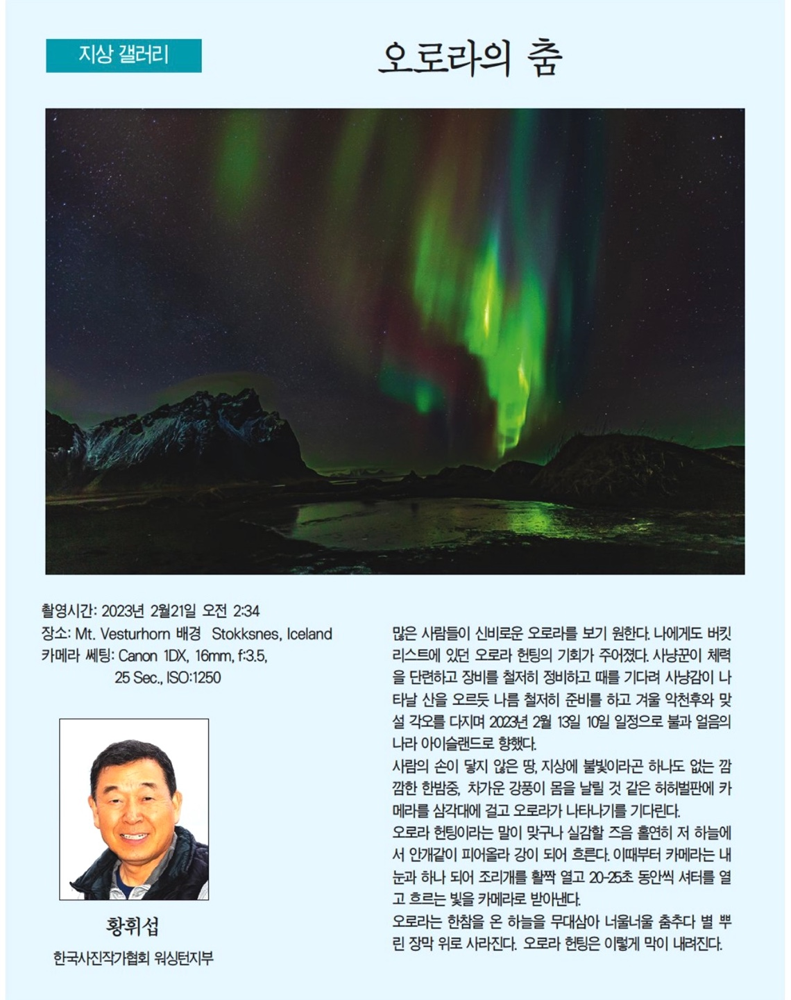 지상 갤러리
오로라의 춤
촬영시간: 2023년 2월21일 오전 2:34
장소: Mt. Vesturhorn 배경 Stokksnes, Iceland
카메라 쎄팅: Canon 1DX, 16mm, f:3.5,
25 Sec., ISO:1250
황휘섭
한국사진작가협회 워싱턴지부
많은 사람들이 신비로운 오로라를 보기 원한다. 나에게도 버킷
리스트에 있던 오로라 헌팅의 기회가 주어졌다. 사냥꾼이 체력
을 단련하고 장비를 철저히 정비하고 때를 기다려 사냥감이 나
타날 산을 오르듯 나름 철저히 준비를 하고 겨울 악천후와 맞
설 각오를 다지며 2023년 2월 13일 10일 일정으로 불과 얼음의
나라 아이슬랜드로 향했다.
사람의 손이 닿지 않은 땅, 지상에 불빛이라곤 하나도 없는 깜
깜한 한밤중, 차가운 강풍이 몸을 날릴 것 같은 허허벌판에 카
메라를 삼각대에 걸고 오로라가 나타나기를 기다린다.
오로라 헌팅이라는 말이 맞구나 실감할 즈음 홀연히 저 하늘에
서 안개같이 피어올라 강이 되어 흐른다. 이때부터 카메라는 내
눈과 하나 되어 조리개를 활짝 열고 20-25초 동안씩 셔터를 열
고 흐르는 빛을 카메라로 받아낸다.
오로라는 한참을 온 하늘을 무대삼아 너울너울 춤추다 별 뿌
린 장막 위로 사라진다. 오로라 헌팅은 이렇게 막이 내려진다.